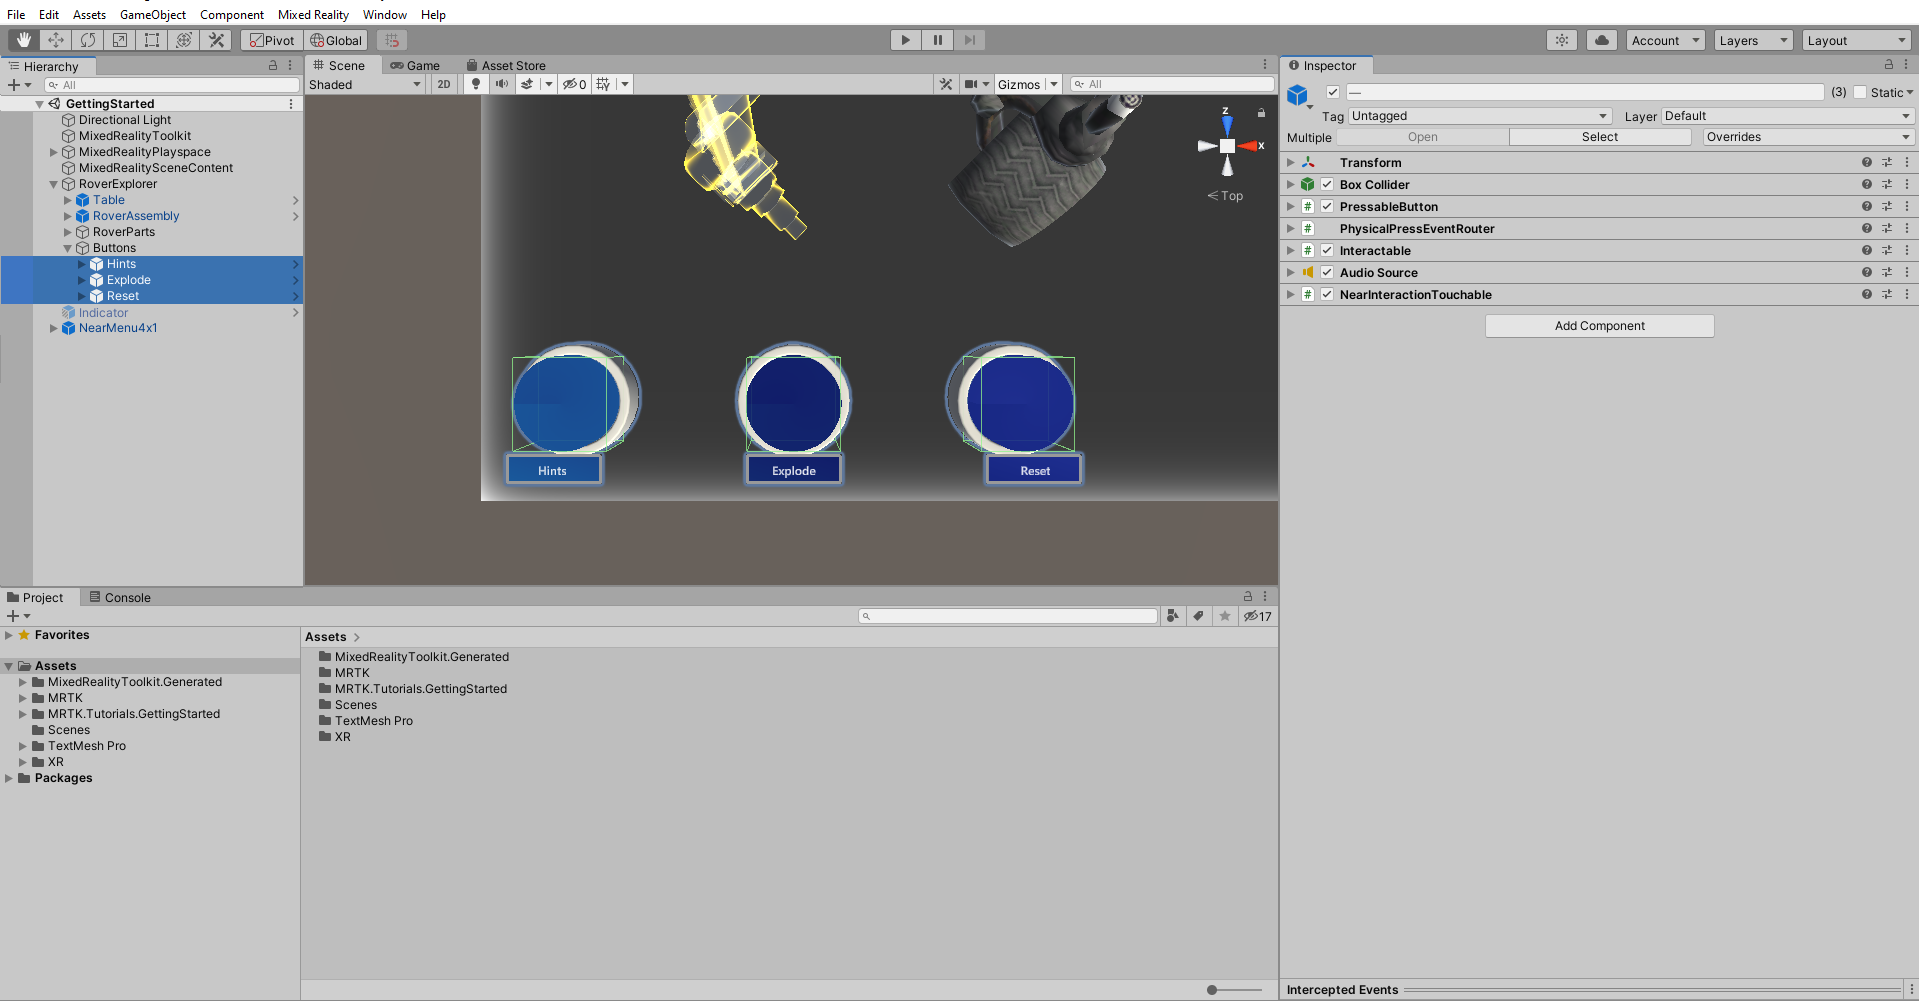 File Edit Assets GameObject Component Mixed Reality Window Help
Pivot Global Account Layers Layout
Hierarchy
All
GettingStarted
Directional Light
MixedRealityToolkit
MixedRealityPlayspace
MixedRealitySceneContent
RoverExplorer
Table
RoverAssembly
RoverParts
Buttons
Hints
Explode
Reset
Indicator
NearMenu4x1
Scene Game Asset Store
Shaded 2D 0 Gizmos All
z
x
Top
Hints Explode Reset
Inspector
— (3) Static
Tag Untagged Layer Default
Multiple Open Select Overrides
Transform
Box Collider
PressableButton
PhysicalPressEventRouter
Interactable
Audio Source
NearInteractionTouchable
Add Component
Project Console
17
Favorites
Assets
MixedRealityToolkit.Generated
MRTK
MRTK.Tutorials.GettingStarted
Scenes
TextMesh Pro
XR
Packages
Assets
MixedRealityToolkit.Generated
MRTK
MRTK.Tutorials.GettingStarted
Scenes
TextMesh Pro
XR
Intercepted Events